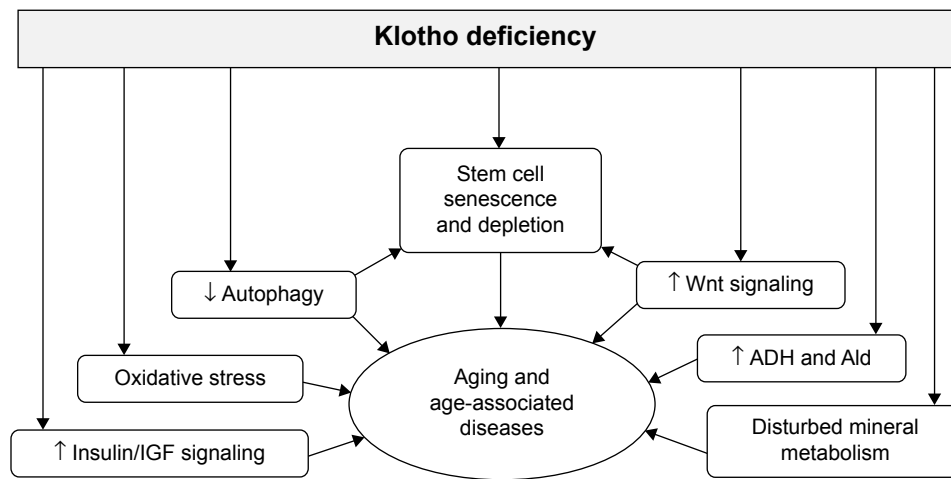 Klotho deficiency
Stem cell
senescence
and depletion
↓ Autophagy
↑ Wnt signaling
Oxidative stress
Aging and
age-associated
diseases
↑ ADH and Ald
↑ Insulin/IGF signaling
Disturbed mineral
metabolism